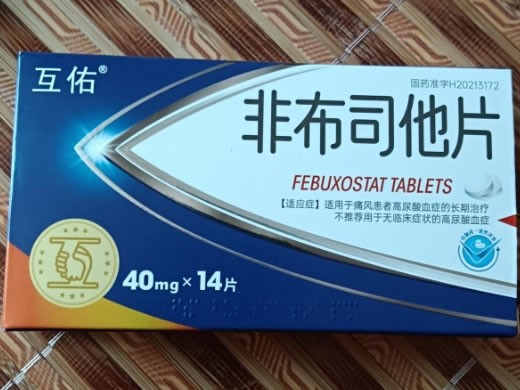 互佑®
国药准字H20213172
非布司他片
FEBUXOSTAT TABLETS
【适应症】适用于痛风患者高尿酸血症的长期治疗
不推荐用于无临床症状的高尿酸血症
40mg×14片